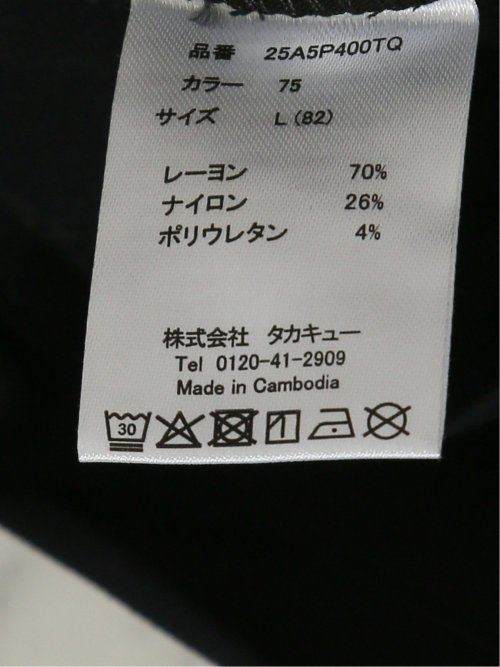 品番 25A5P400TQ
カラー 75
サイズ L (82)
レーヨン 70%
ナイロン 26%
ポリウレタン 4%
株式会社 タカキュー
Tel 0120-41-2909
Made in Cambodia
30